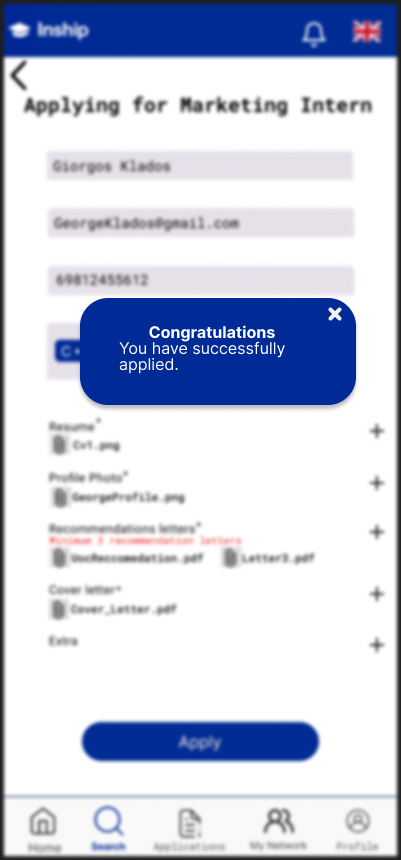 Inship
Applying for Marketing Intern
Giorgos Klados
GeorgeKlados@gmail.com
69812455612
Congratulations
You have successfully
applied.
C+
Resume*
Cv1.png
Profile Photo*
GeorgeProfile.png
Recommendations letters*
Minimum 3 recommendation letters
UocReccomedation.pdf Letter3.pdf
Cover letter*
Cover_Letter.pdf
Extra
Apply
Home Search Applications My Network Profile